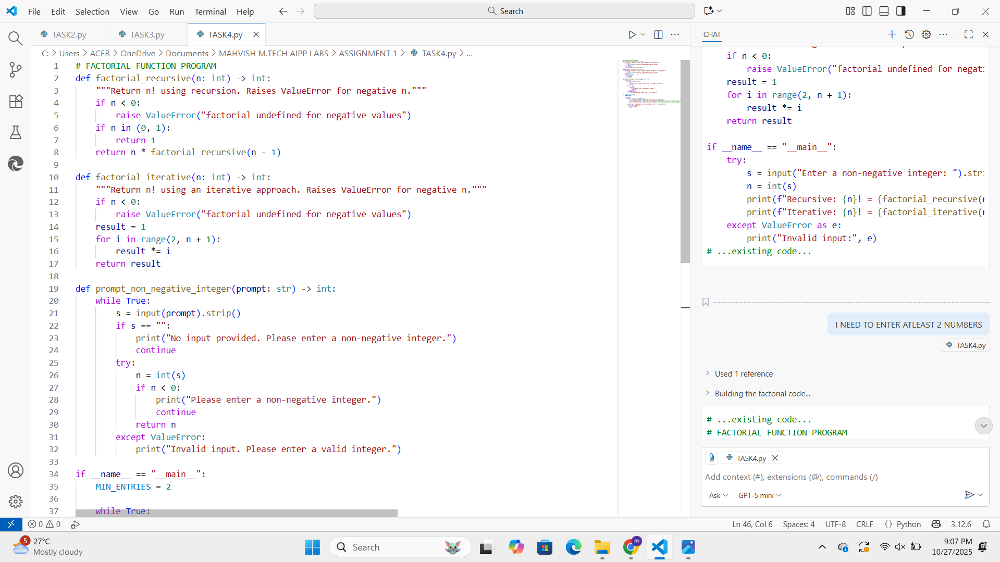 File Edit Selection View Go Run Terminal Help
Search
TASK2.py
TASK3.py
TASK4.py
C: > Users > ACER > OneDrive > Documents > MAHVISH M.TECH AIPP LABS > ASSIGNMENT 1 > TASK4.py > ...
1 # FACTORIAL FUNCTION PROGRAM
2 def factorial_recursive(n: int) -> int:
3     """Return n! using recursion. Raises ValueError for negative n."""
4     if n < 0:
5         raise ValueError("factorial undefined for negative values")
6     if n in (0, 1):
7         return 1
8     return n * factorial_recursive(n - 1)
9
10 def factorial_iterative(n: int) -> int:
11     """Return n! using an iterative approach. Raises ValueError for negative n."""
12     if n < 0:
13         raise ValueError("factorial undefined for negative values")
14     result = 1
15     for i in range(2, n + 1):
16         result *= i
17     return result
18
19 def prompt_non_negative_integer(prompt: str) -> int:
20     while True:
21         s = input(prompt).strip()
22         if s == "":
23             print("No input provided. Please enter a non-negative integer.")
24             continue
25         try:
26             n = int(s)
27             if n < 0:
28                 print("Please enter a non-negative integer.")
29                 continue
30             return n
31         except ValueError:
32             print("Invalid input. Please enter a valid integer.")
33
34 if __name__ == "__main__":
35     MIN_ENTRIES = 2
36
37     while True:
CHAT
    if n < 0:
        raise ValueError("factorial undefined for negati
    result = 1
    for i in range(2, n + 1):
        result *= i
    return result
if __name__ == "__main__":
    try:
        s = input("Enter a non-negative integer: ").stri
        n = int(s)
        print(f"Recursive: {n}! = {factorial_recursive(n
        print(f"Iterative: {n}! = {factorial_iterative(n
    except ValueError as e:
        print("Invalid input:", e)
# ...existing code...
I NEED TO ENTER ATLEAST 2 NUMBERS
TASK4.py
Used 1 reference
Building the factorial code...
# ...existing code...
# FACTORIAL FUNCTION PROGRAM
TASK4.py
Add context (#), extensions (@), commands (/)
Ask GPT-5 mini
0 0
Ln 46, Col 6 Spaces: 4 UTF-8 CRLF {} Python 3.12.6
5
27°C
Mostly cloudy
Search
m
9:07 PM
10/27/2025